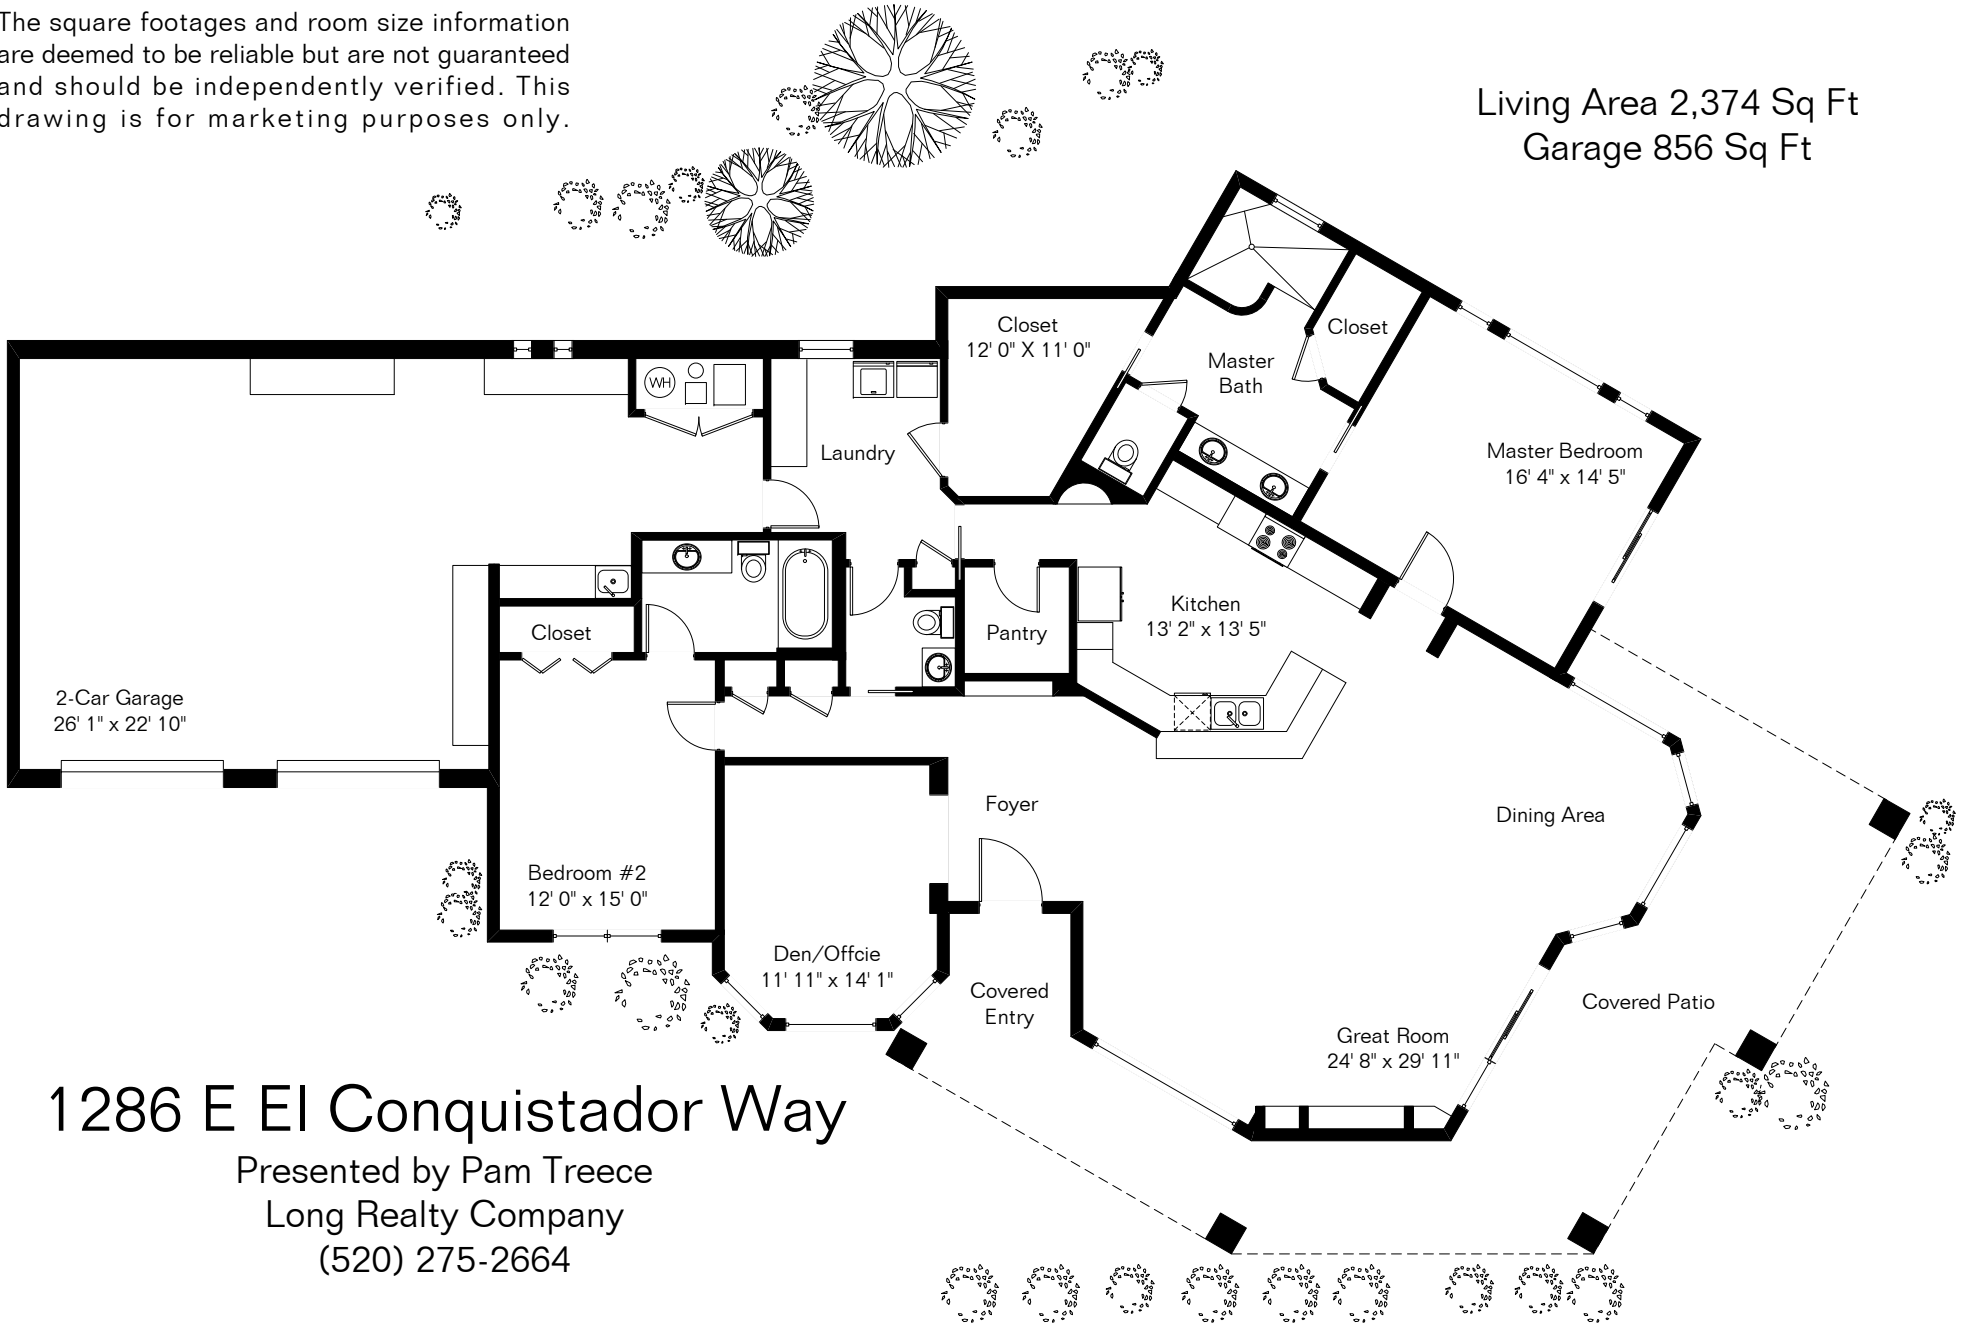 The square footages and room size information
are deemed to be reliable but are not guaranteed
and should be independently verified. This
drawing is for marketing purposes only.
Living Area 2,374 Sq Ft
Garage 856 Sq Ft
Closet
12' 0" X 11' 0"
Closet
Master
Bath
WH
Laundry
Master Bedroom
16' 4" x 14' 5"
Kitchen
13' 2" x 13' 5"
Closet
Pantry
2-Car Garage
26' 1" x 22' 10"
Foyer
Dining Area
Bedroom #2
12' 0" x 15' 0"
Den/Offcie
11' 11" x 14' 1"
Covered
Entry
Covered Patio
Great Room
24' 8" x 29' 11"
1286 E El Conquistador Way
Presented by Pam Treece
Long Realty Company
(520) 275-2664